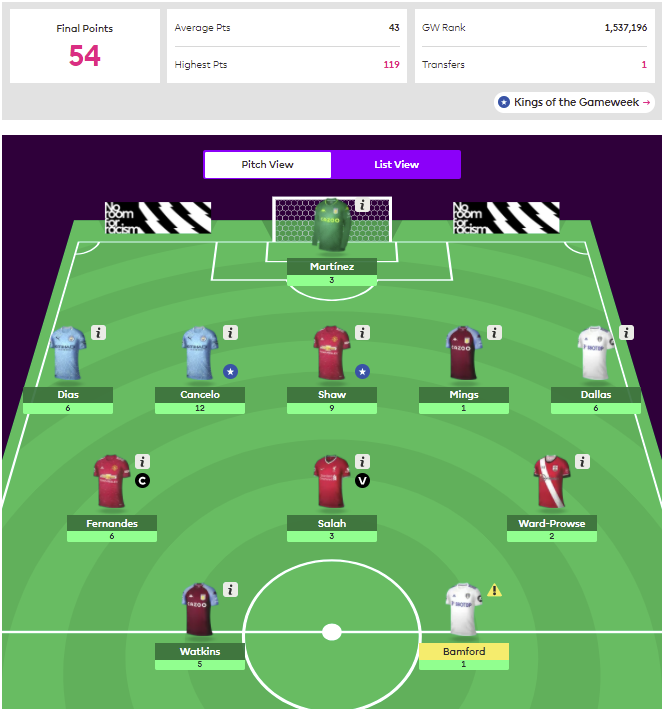 Final Points
54
Average Pts 43
Highest Pts 119
GW Rank 1,537,196
Transfers 1
Kings of the Gameweek →
Pitch View List View
No room for racism
No room for racism
Martínez
3
Dias Cancelo Shaw Mings Dallas
6 12 9 1 6
C V
Fernandes Salah Ward-Prowse
6 3 2
Watkins Bamford
5 1